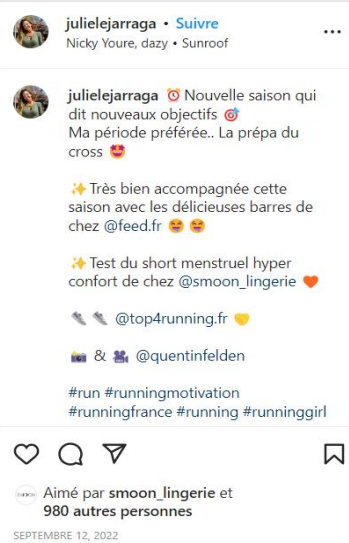 julielejarraga • Suivre
Nicky Youre, dazy • Sunroof
julielejarraga ⏰ Nouvelle saison qui
dit nouveaux objectifs 🎯
Ma période préférée.. La prépa du
cross 🤩
✨Très bien accompagnée cette
saison avec les délicieuses barres de
chez @feed.fr 😝😝
✨Test du short menstruel hyper
confort de chez @smoon_lingerie 🧡
👟👟 @top4running.fr 🤝
📸 & 🎥 @quentinfelden
#run #runningmotivation
#runningfrance #running #runninggirl
Aimé par smoon_lingerie et
980 autres personnes
SEPTEMBRE 12, 2022